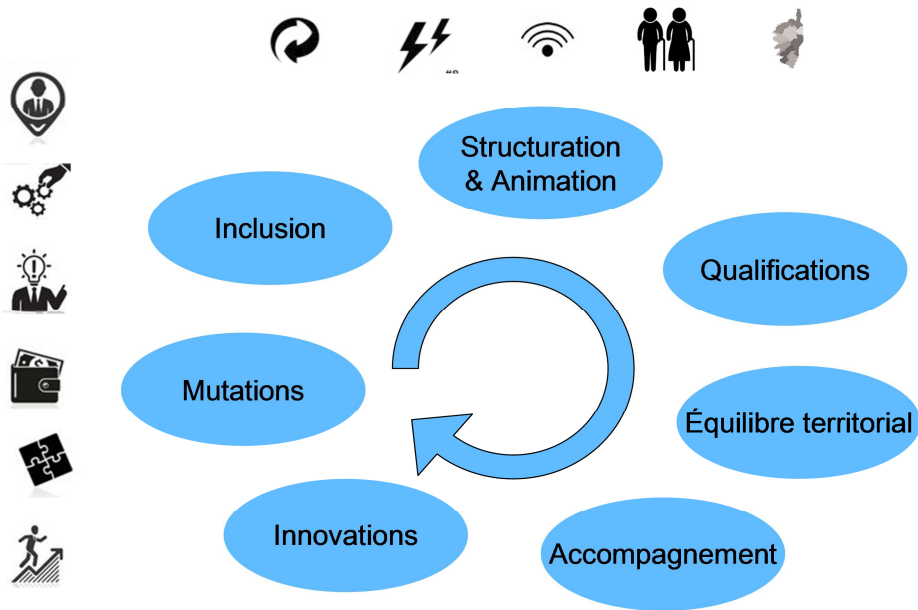 Structuration
& Animation
Inclusion
Qualifications
Mutations
Équilibre territorial
Innovations
Accompagnement